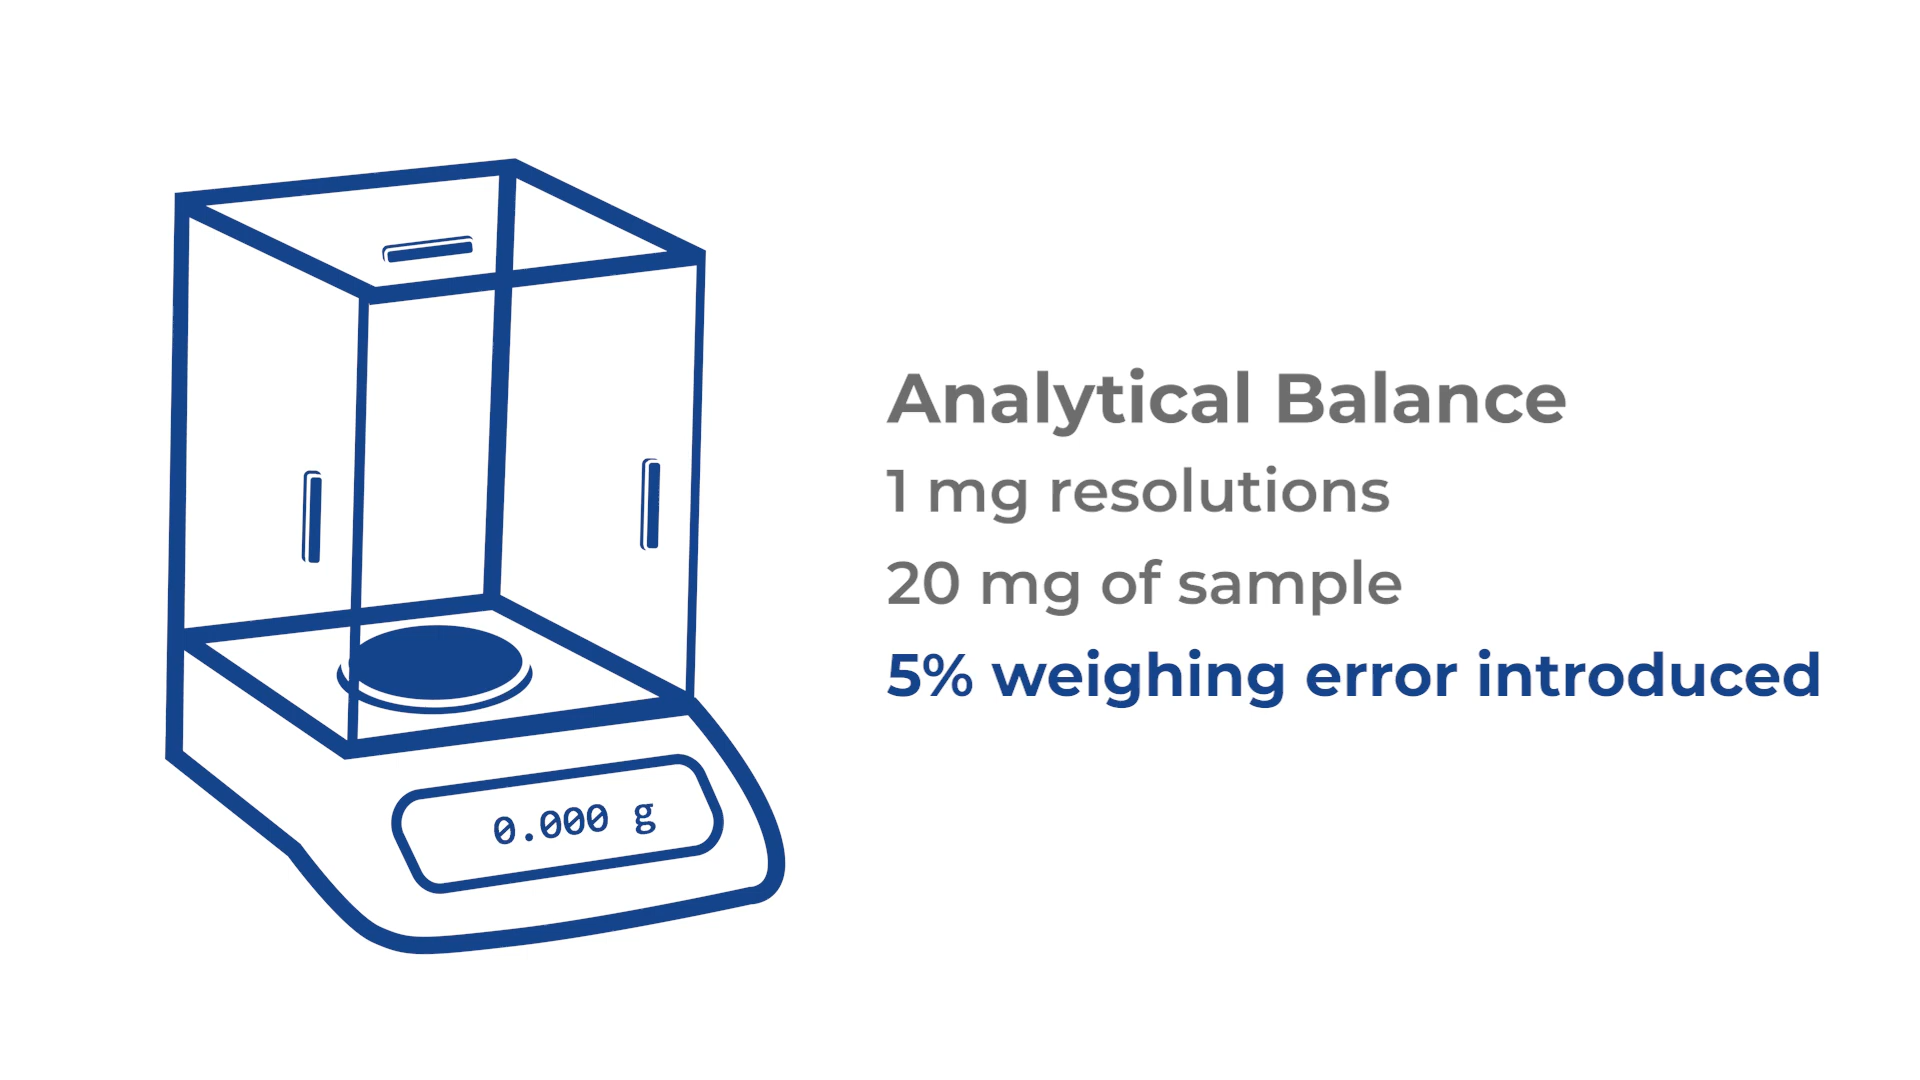 Analytical Balance
1 mg resolutions
20 mg of sample
5% weighing error introduced
0.000 g